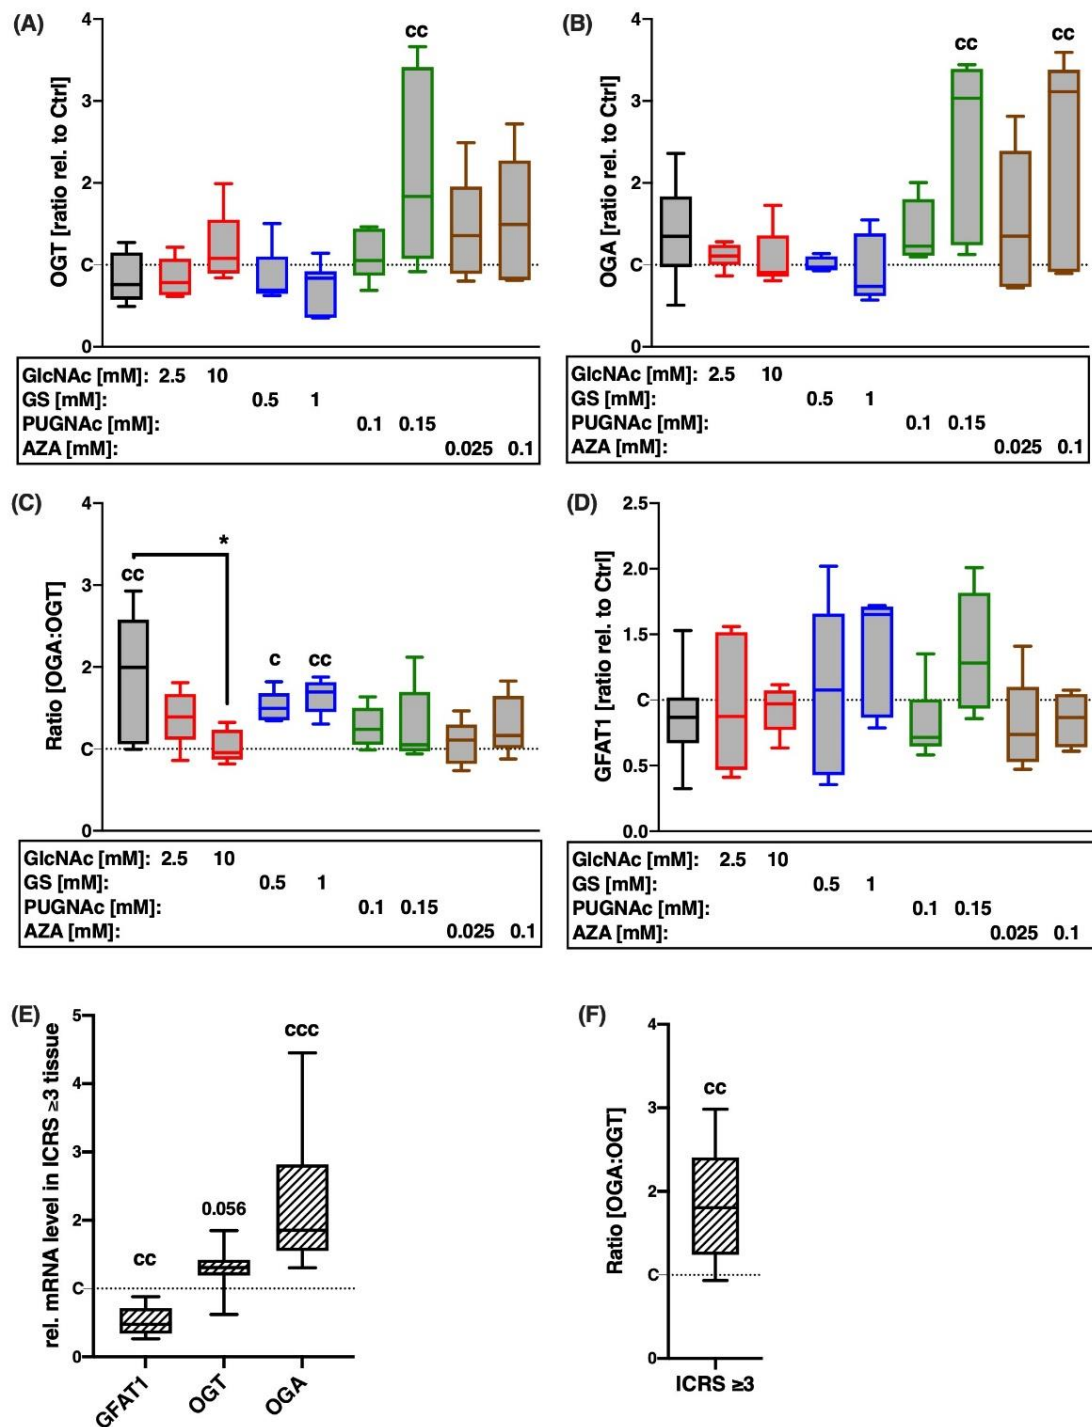 (A)
OGT [ratio rel. to Ctrl]
4
3
2
C
0
cc
GlcNAc [mM]: 2.5 10
GS [mM]: 0.5 1
PUGNAc [mM]: 0.1 0.15
AZA [mM]: 0.025 0.1
(B)
OGA [ratio rel. to Ctrl]
4
3
2
C
0
cc
cc
GlcNAc [mM]: 2.5 10
GS [mM]: 0.5 1
PUGNAc [mM]: 0.1 0.15
AZA [mM]: 0.025 0.1
(C)
Ratio [OGA:OGT]
4
3
2
C
0
*
cc
c
cc
GlcNAc [mM]: 2.5 10
GS [mM]: 0.5 1
PUGNAc [mM]: 0.1 0.15
AZA [mM]: 0.025 0.1
(D)
GFAT1 [ratio rel. to Ctrl]
2.5
2.0
1.5
C
0.5
0.0
GlcNAc [mM]: 2.5 10
GS [mM]: 0.5 1
PUGNAc [mM]: 0.1 0.15
AZA [mM]: 0.025 0.1
(E)
rel. mRNA level in ICRS ≥3 tissue
5
4
3
2
C
0
cc
0.056
ccc
GFAT1
OGT
OGA
(F)
Ratio [OGA:OGT]
4
3
2
C
0
cc
ICRS ≥3